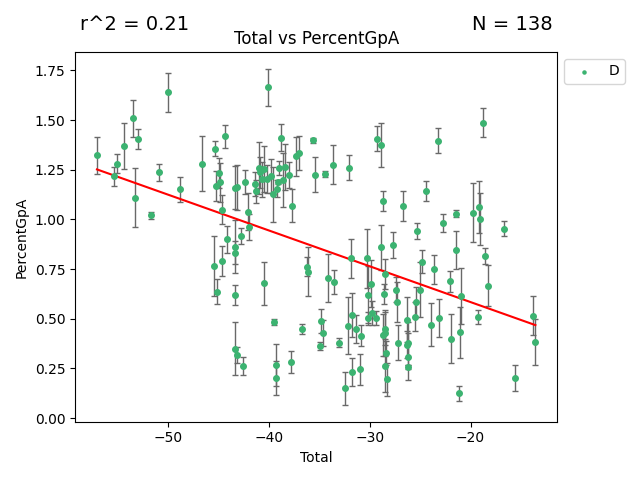 r^2 = 0.21
N = 138
Total vs PercentGpA
D
PercentGpA
1.75
1.50
1.25
1.00
0.75
0.50
0.25
0.00
−50
−40
−30
−20
Total